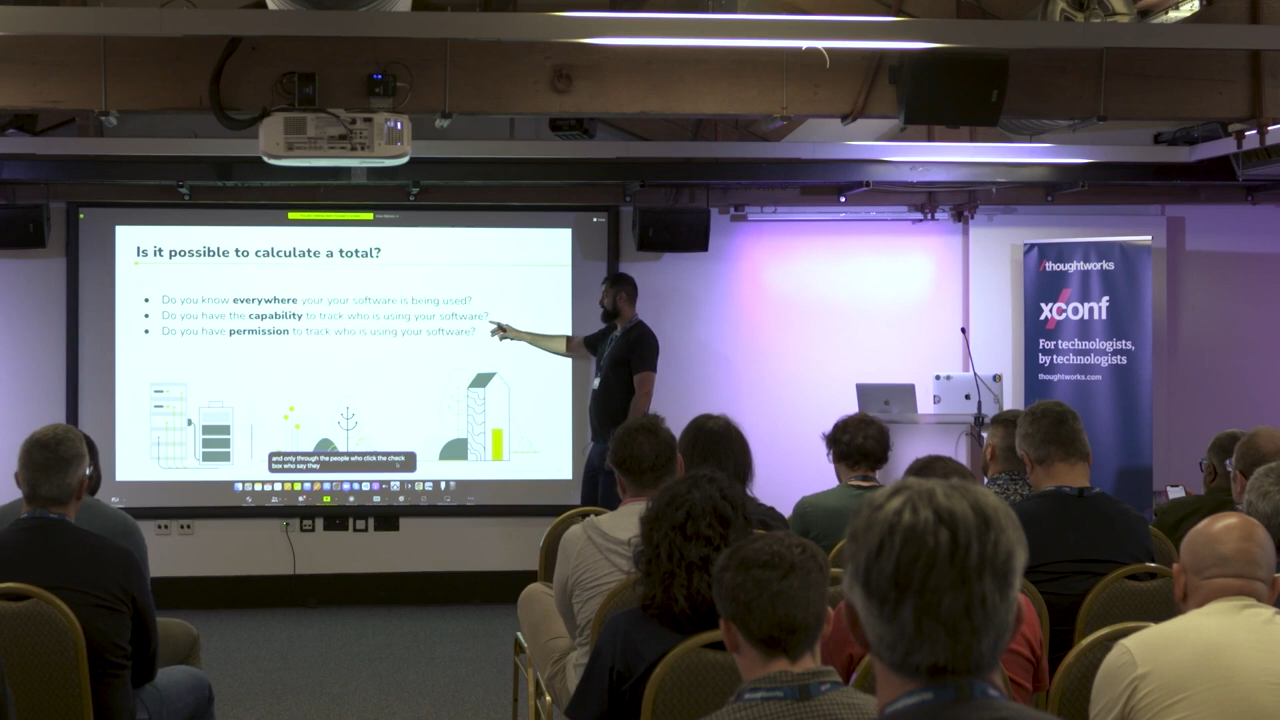 Is it possible to calculate a total?
Do you know everywhere your your software is being used?
Do you have the capability to track who is using your software?
Do you have permission to track who is using your software?
and only through the people who click the check
box who say they
/thoughtworks
xconf
For technologists,
by technologists
thoughtworks.com